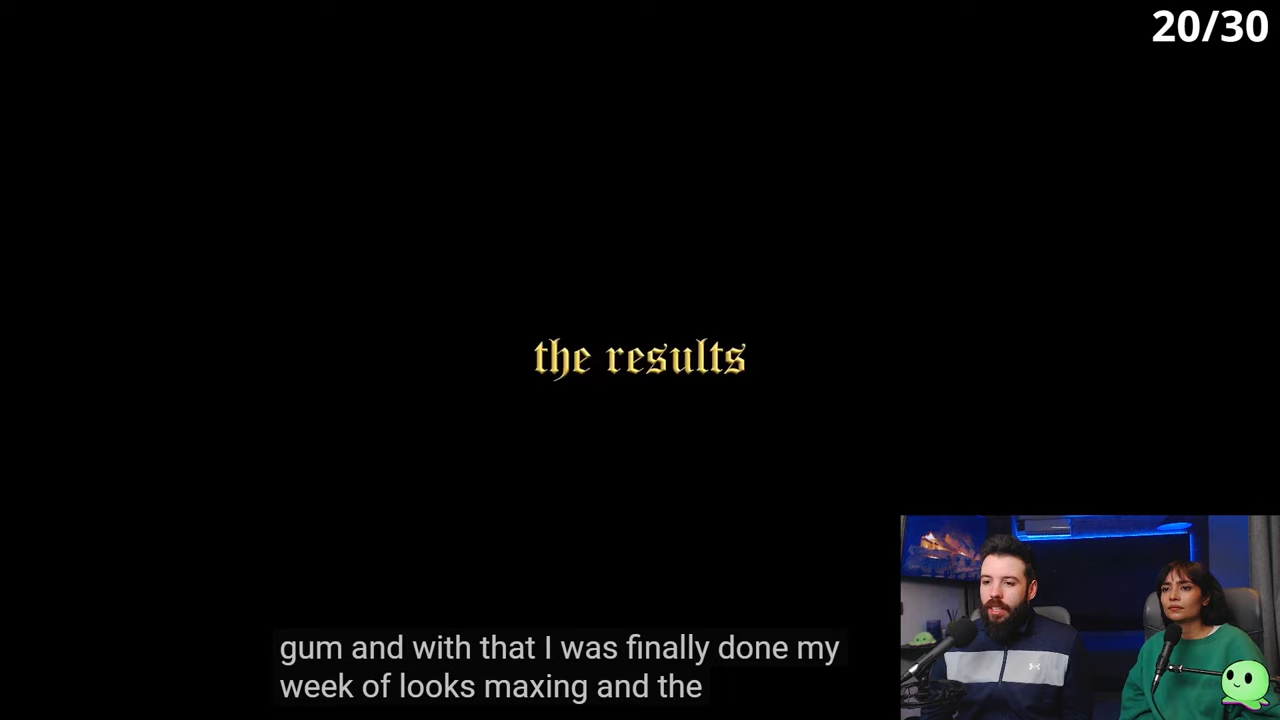 20/30
the results
gum and with that I was finally done my
week of looks maxing and the